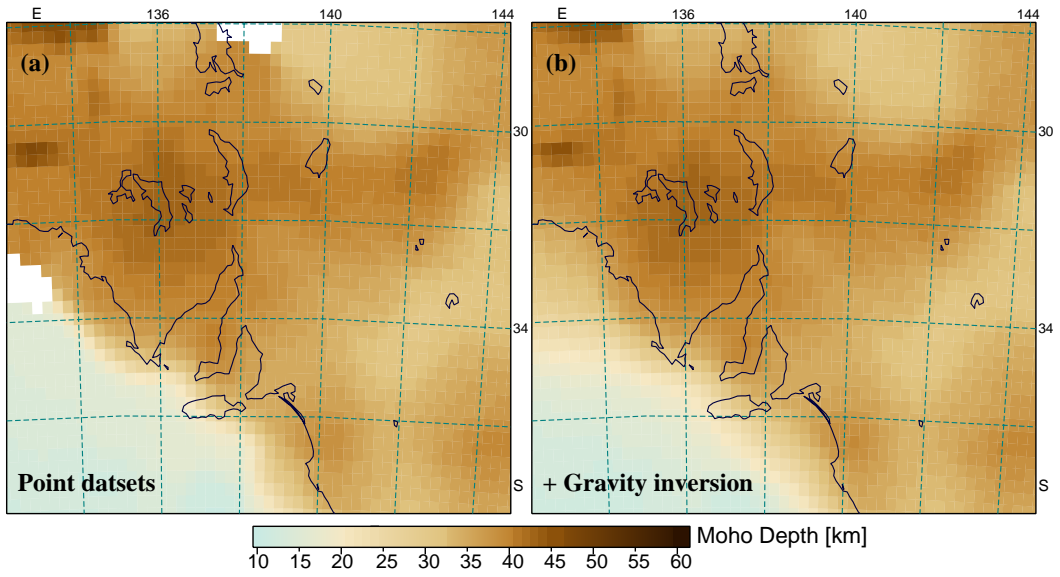 E 136 140 144
E 136 140 144
(a)
(b)
30
30
34
34
S
S
Point datsets
+ Gravity inversion
Moho Depth [km]
10 15 20 25 30 35 40 45 50 55 60